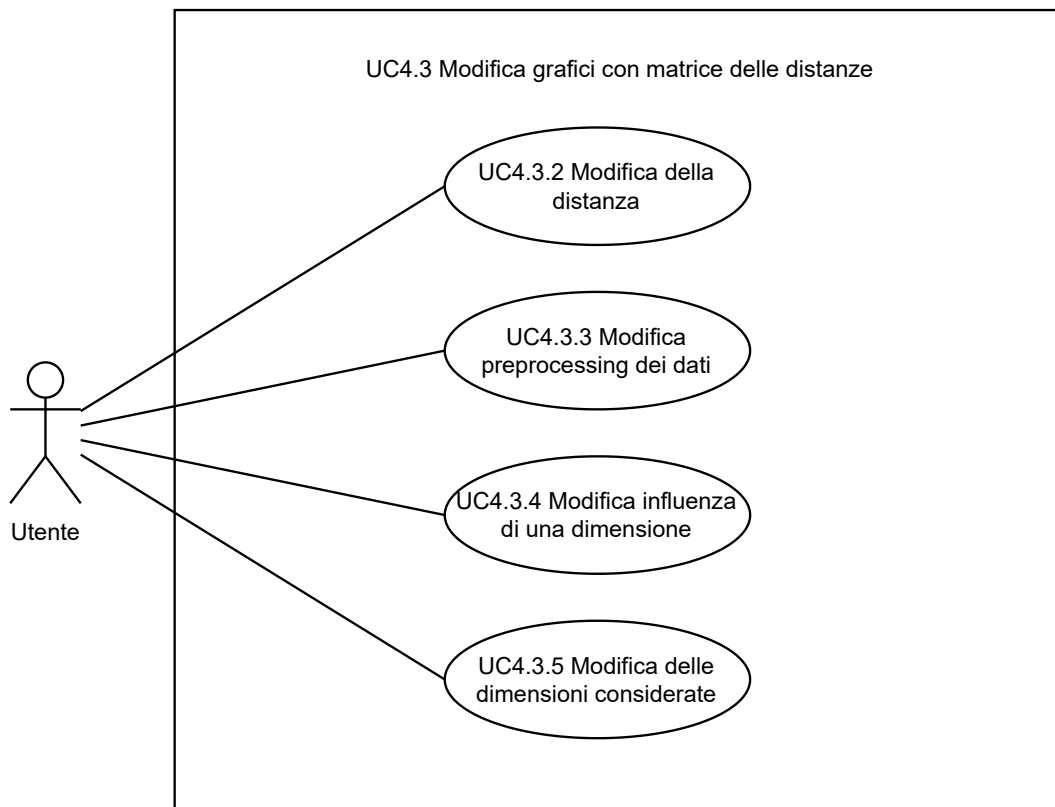 UC4.3 Modifica grafici con matrice delle distanze
UC4.3.2 Modifica della
distanza
UC4.3.3 Modifica
preprocessing dei dati
UC4.3.4 Modifica influenza
di una dimensione
Utente
UC4.3.5 Modifica delle
dimensioni considerate